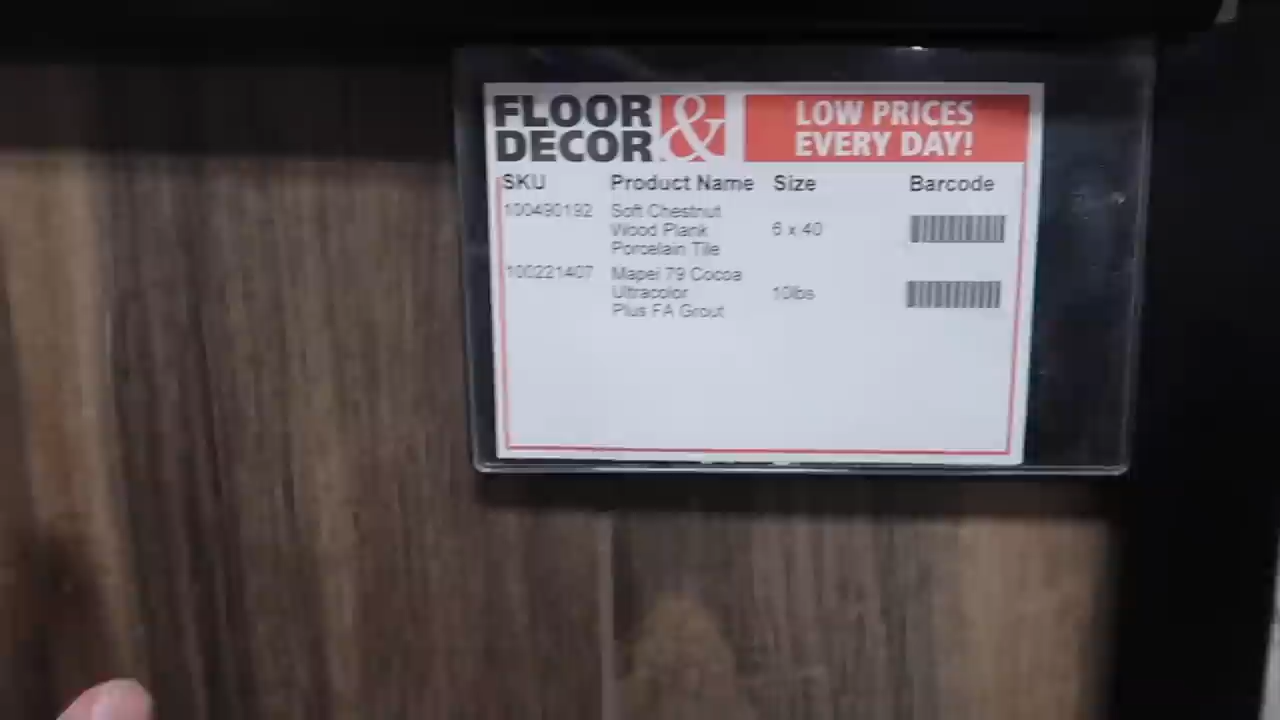 FLOOR & DECOR
LOW PRICES
EVERY DAY!
SKU Product Name Size Barcode
100490192 Soft Chestnut
Wood Plank 6 x 40
Porcelain Tile
100221407 Mapei 79 Cocoa
Ultracolor 10lbs
Plus FA Grout